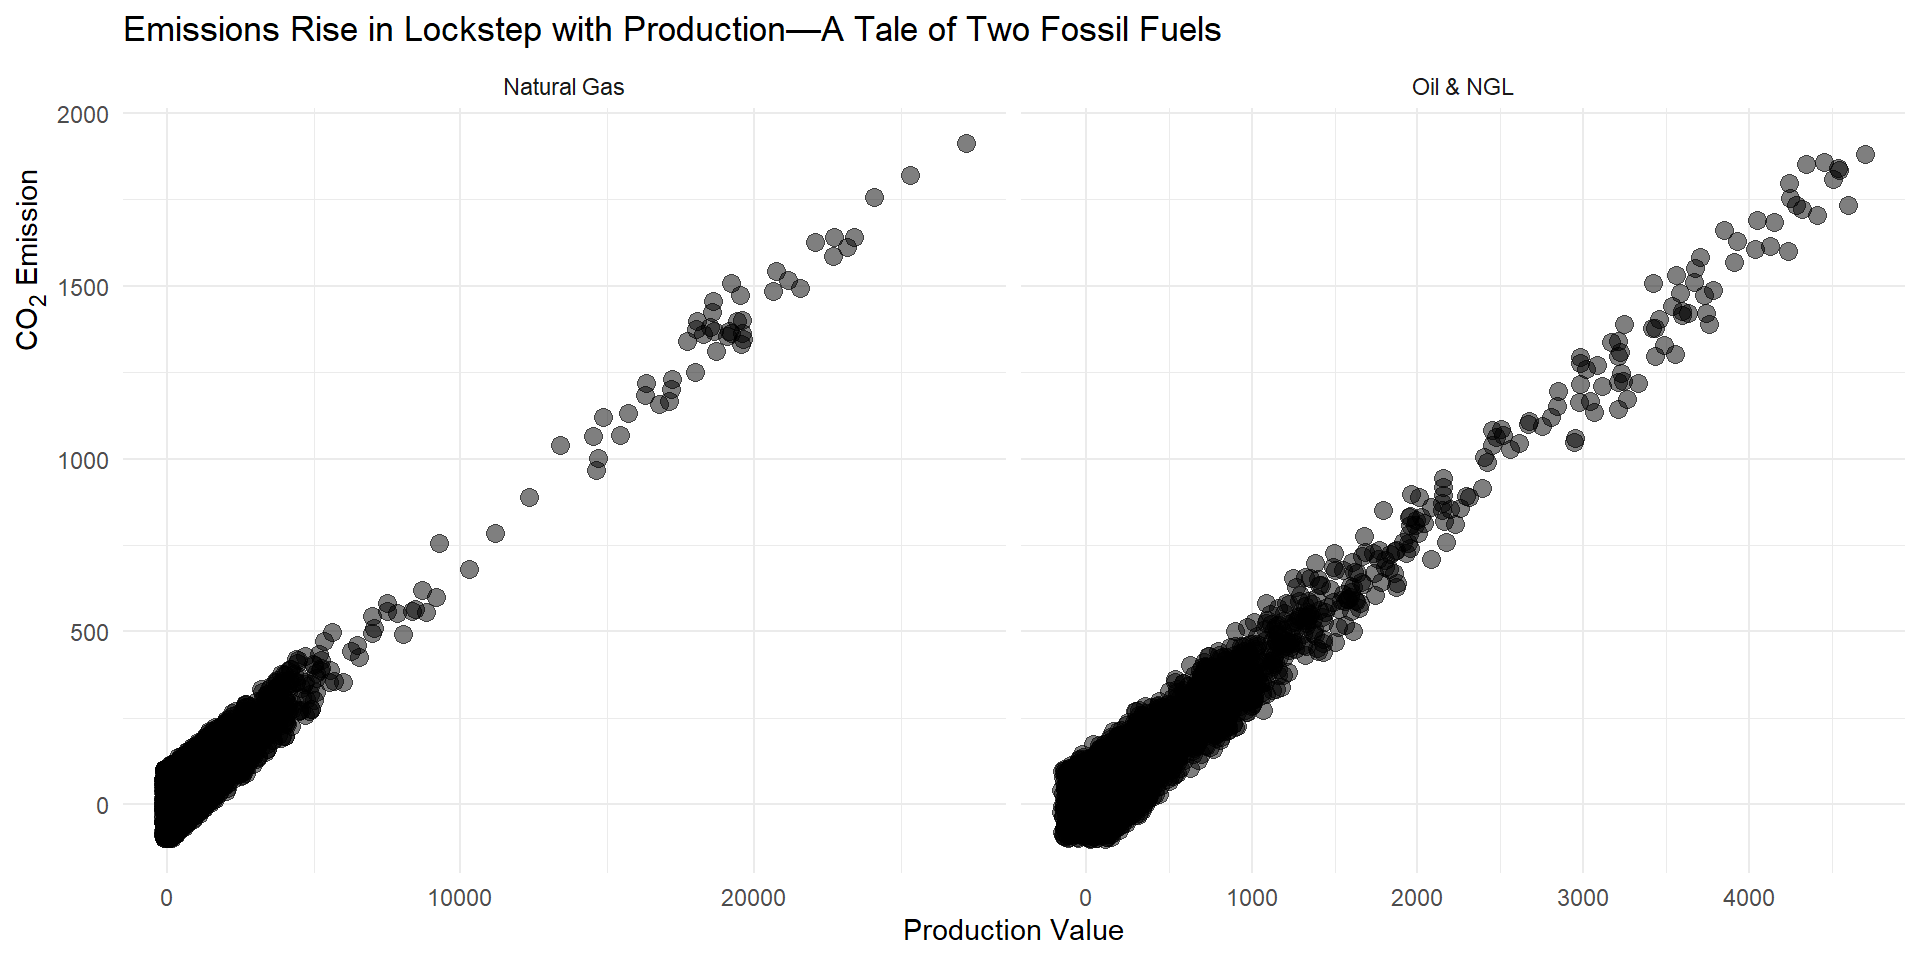 Emissions Rise in Lockstep with Production—A Tale of Two Fossil Fuels
Natural Gas
Oil & NGL
CO₂ Emission
2000
1500
1000
500
0
0 10000 20000
0 1000 2000 3000 4000
Production Value